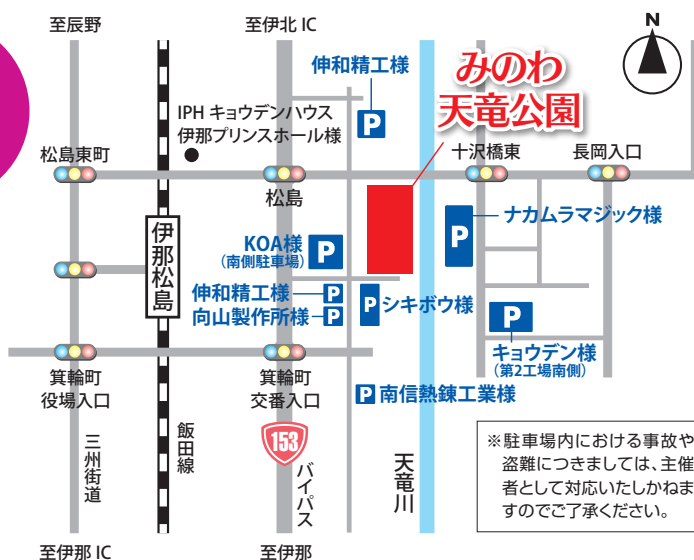 至辰野
至伊北 IC
N
伸和精工様
P
みのわ
天竜公園
IPH キョウデンハウス
伊那プリンスホール様
松島東町
松島
十沢橋東
長岡入口
P
ナカムラマジック様
KOA様
(南側駐車場)
P
伊那松島
伸和精工様
P
向山製作所様
P
P
シキボウ様
P
キョウデン様
(第2工場南側)
箕輪町
役場入口
箕輪町
交番入口
P
南信熱錬工業様
三州街道
飯田線
153
バイパス
天竜川
※駐車場内における事故や
盗難につきましては、主催
者として対応いたしかねま
すのでご了承ください。
至伊那 IC
至伊那